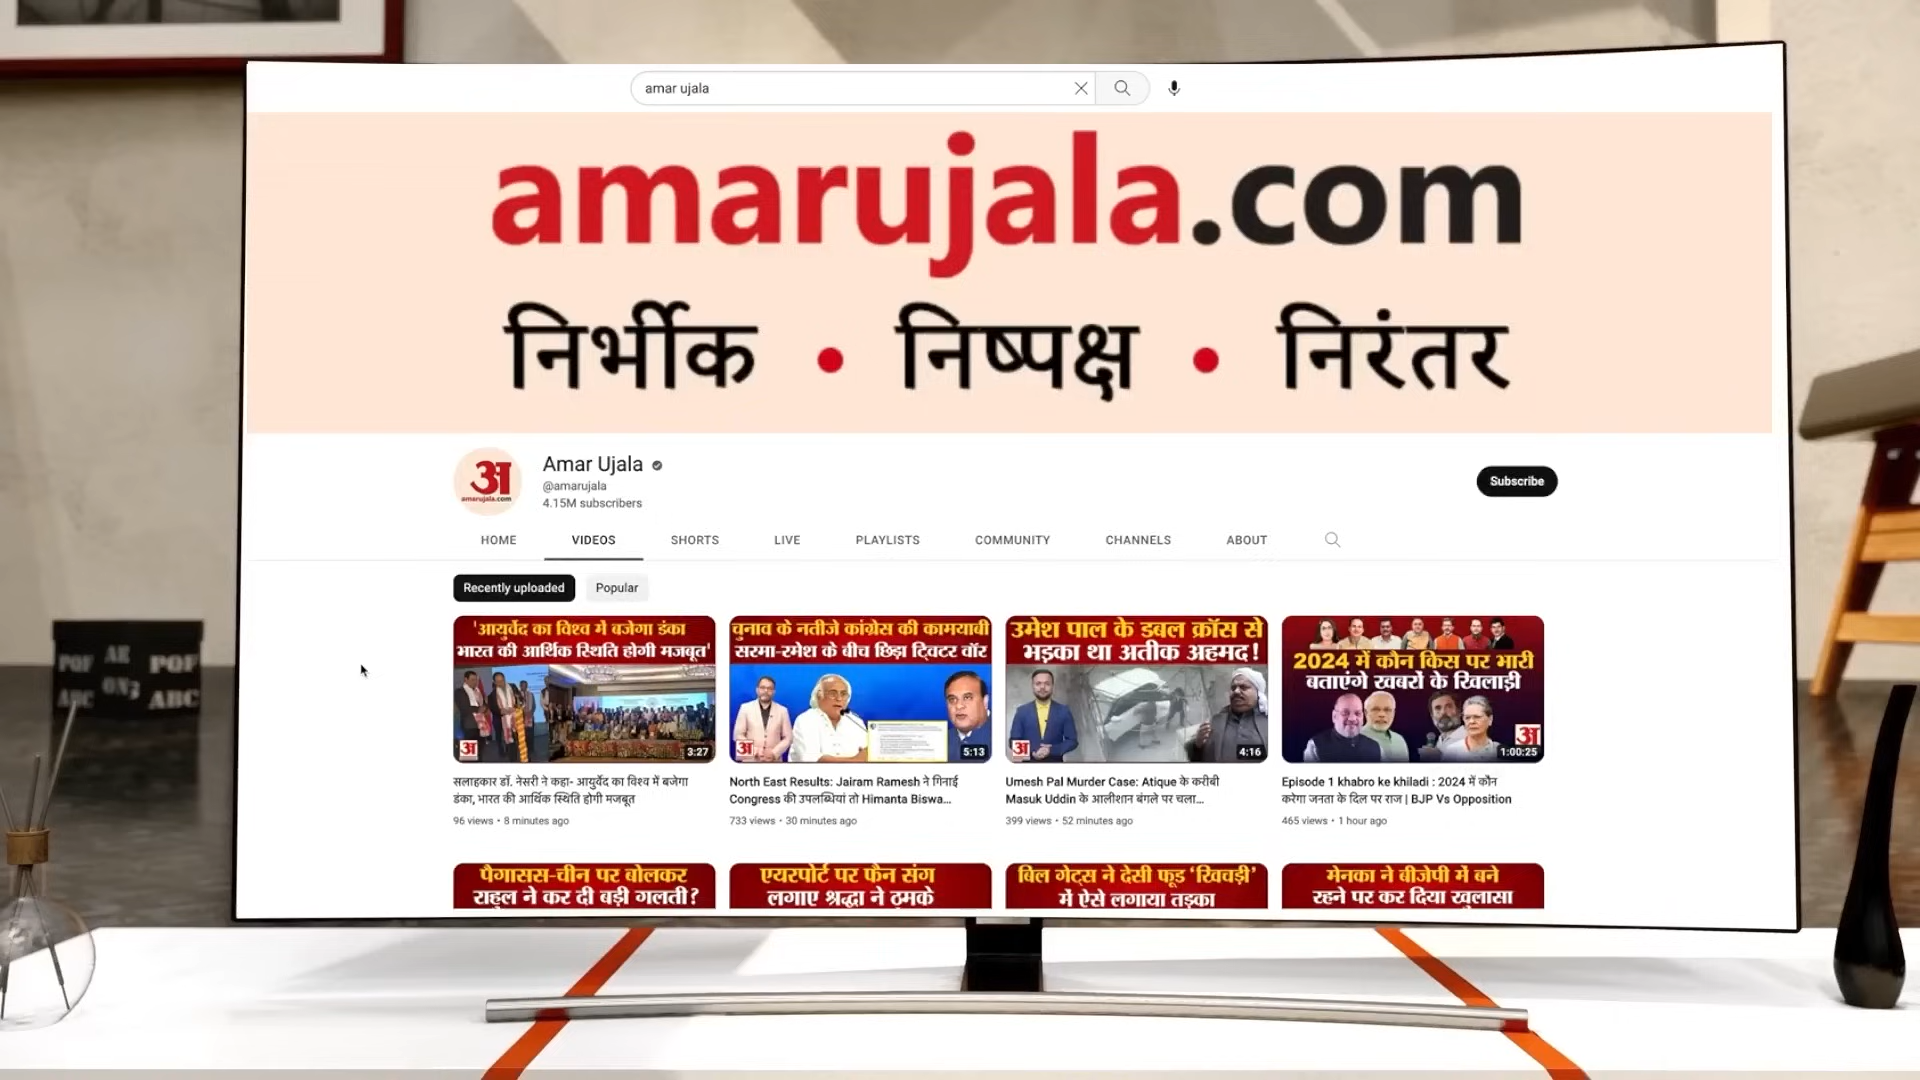 amar ujala
amarujala.com
निर्भीक • निष्पक्ष • निरंतर
अ
amarujala.com
Amar Ujala
@amarujala
4.15M subscribers
Subscribe
HOME
VIDEOS
SHORTS
LIVE
PLAYLISTS
COMMUNITY
CHANNELS
ABOUT
Recently uploaded
Popular
'आयुर्वेद का विश्व में बजेगा डंका
भारत की आर्थिक स्थिति होगी मजबूत'
अ
3:27
चुनाव के नतीजे कांग्रेस की कामयाबी
सरमा-रमेश के बीच छिड़ा ट्विटर वॉर
अ
5:13
उमेश पाल के डबल क्रॉस से
भड़का था अतीक अहमद!
अ
4:16
2024 में कौन किस पर भारी
बताएंगे खबरों के खिलाड़ी
अ
1:00:25
सलाहकार डॉ. नेसरी ने कहा- आयुर्वेद का विश्व में बजेगा
डंका, भारत की आर्थिक स्थिति होगी मजबूत
96 views • 8 minutes ago
North East Results: Jairam Ramesh ने गिनाई
Congress की उपलब्धियां तो Himanta Biswa...
733 views • 30 minutes ago
Umesh Pal Murder Case: Atique के करीबी
Masuk Uddin के आलीशान बंगले पर चला...
399 views • 52 minutes ago
Episode 1 khabro ke khiladi : 2024 में कौन
करेगा जनता के दिल पर राज | BJP Vs Opposition
465 views • 1 hour ago
पैगासस-चीन पर बोलकर
राहुल ने कर दी बड़ी गलती?
एयरपोर्ट पर फैन संग
लगाए श्रद्धा ने ठुमके
बिल गेट्स ने देसी फूड 'खिचड़ी'
में ऐसे लगाया तड़का
मेनका ने बीजेपी में बने
रहने पर कर दिया खुलासा